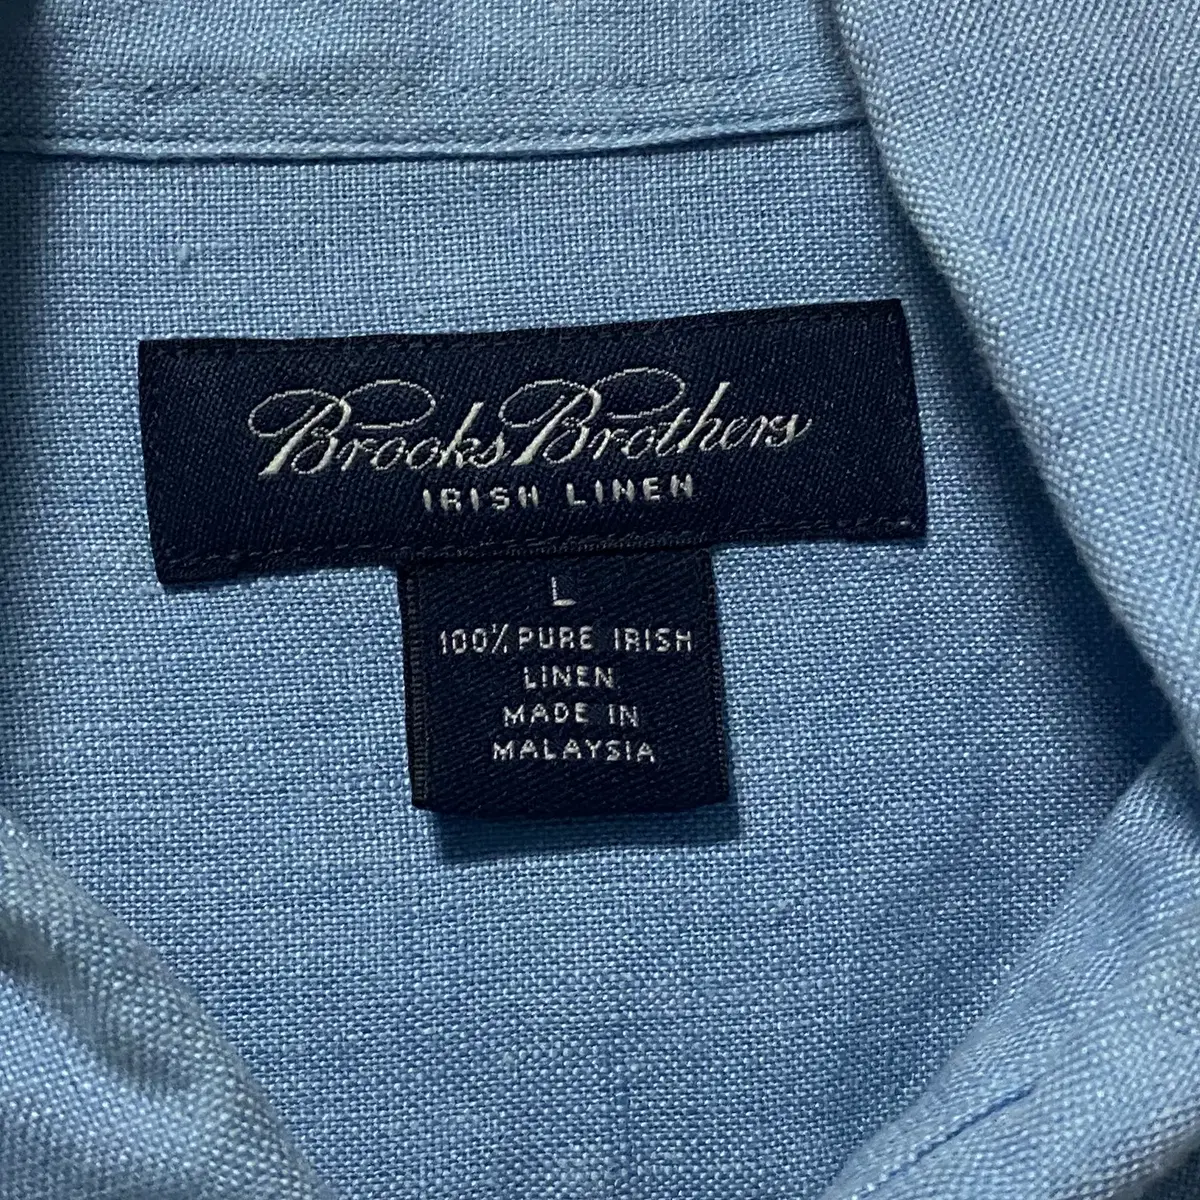 Brooks Brothers
IRISH LINEN
L
100% PURE IRISH
LINEN
MADE IN
MALAYSIA